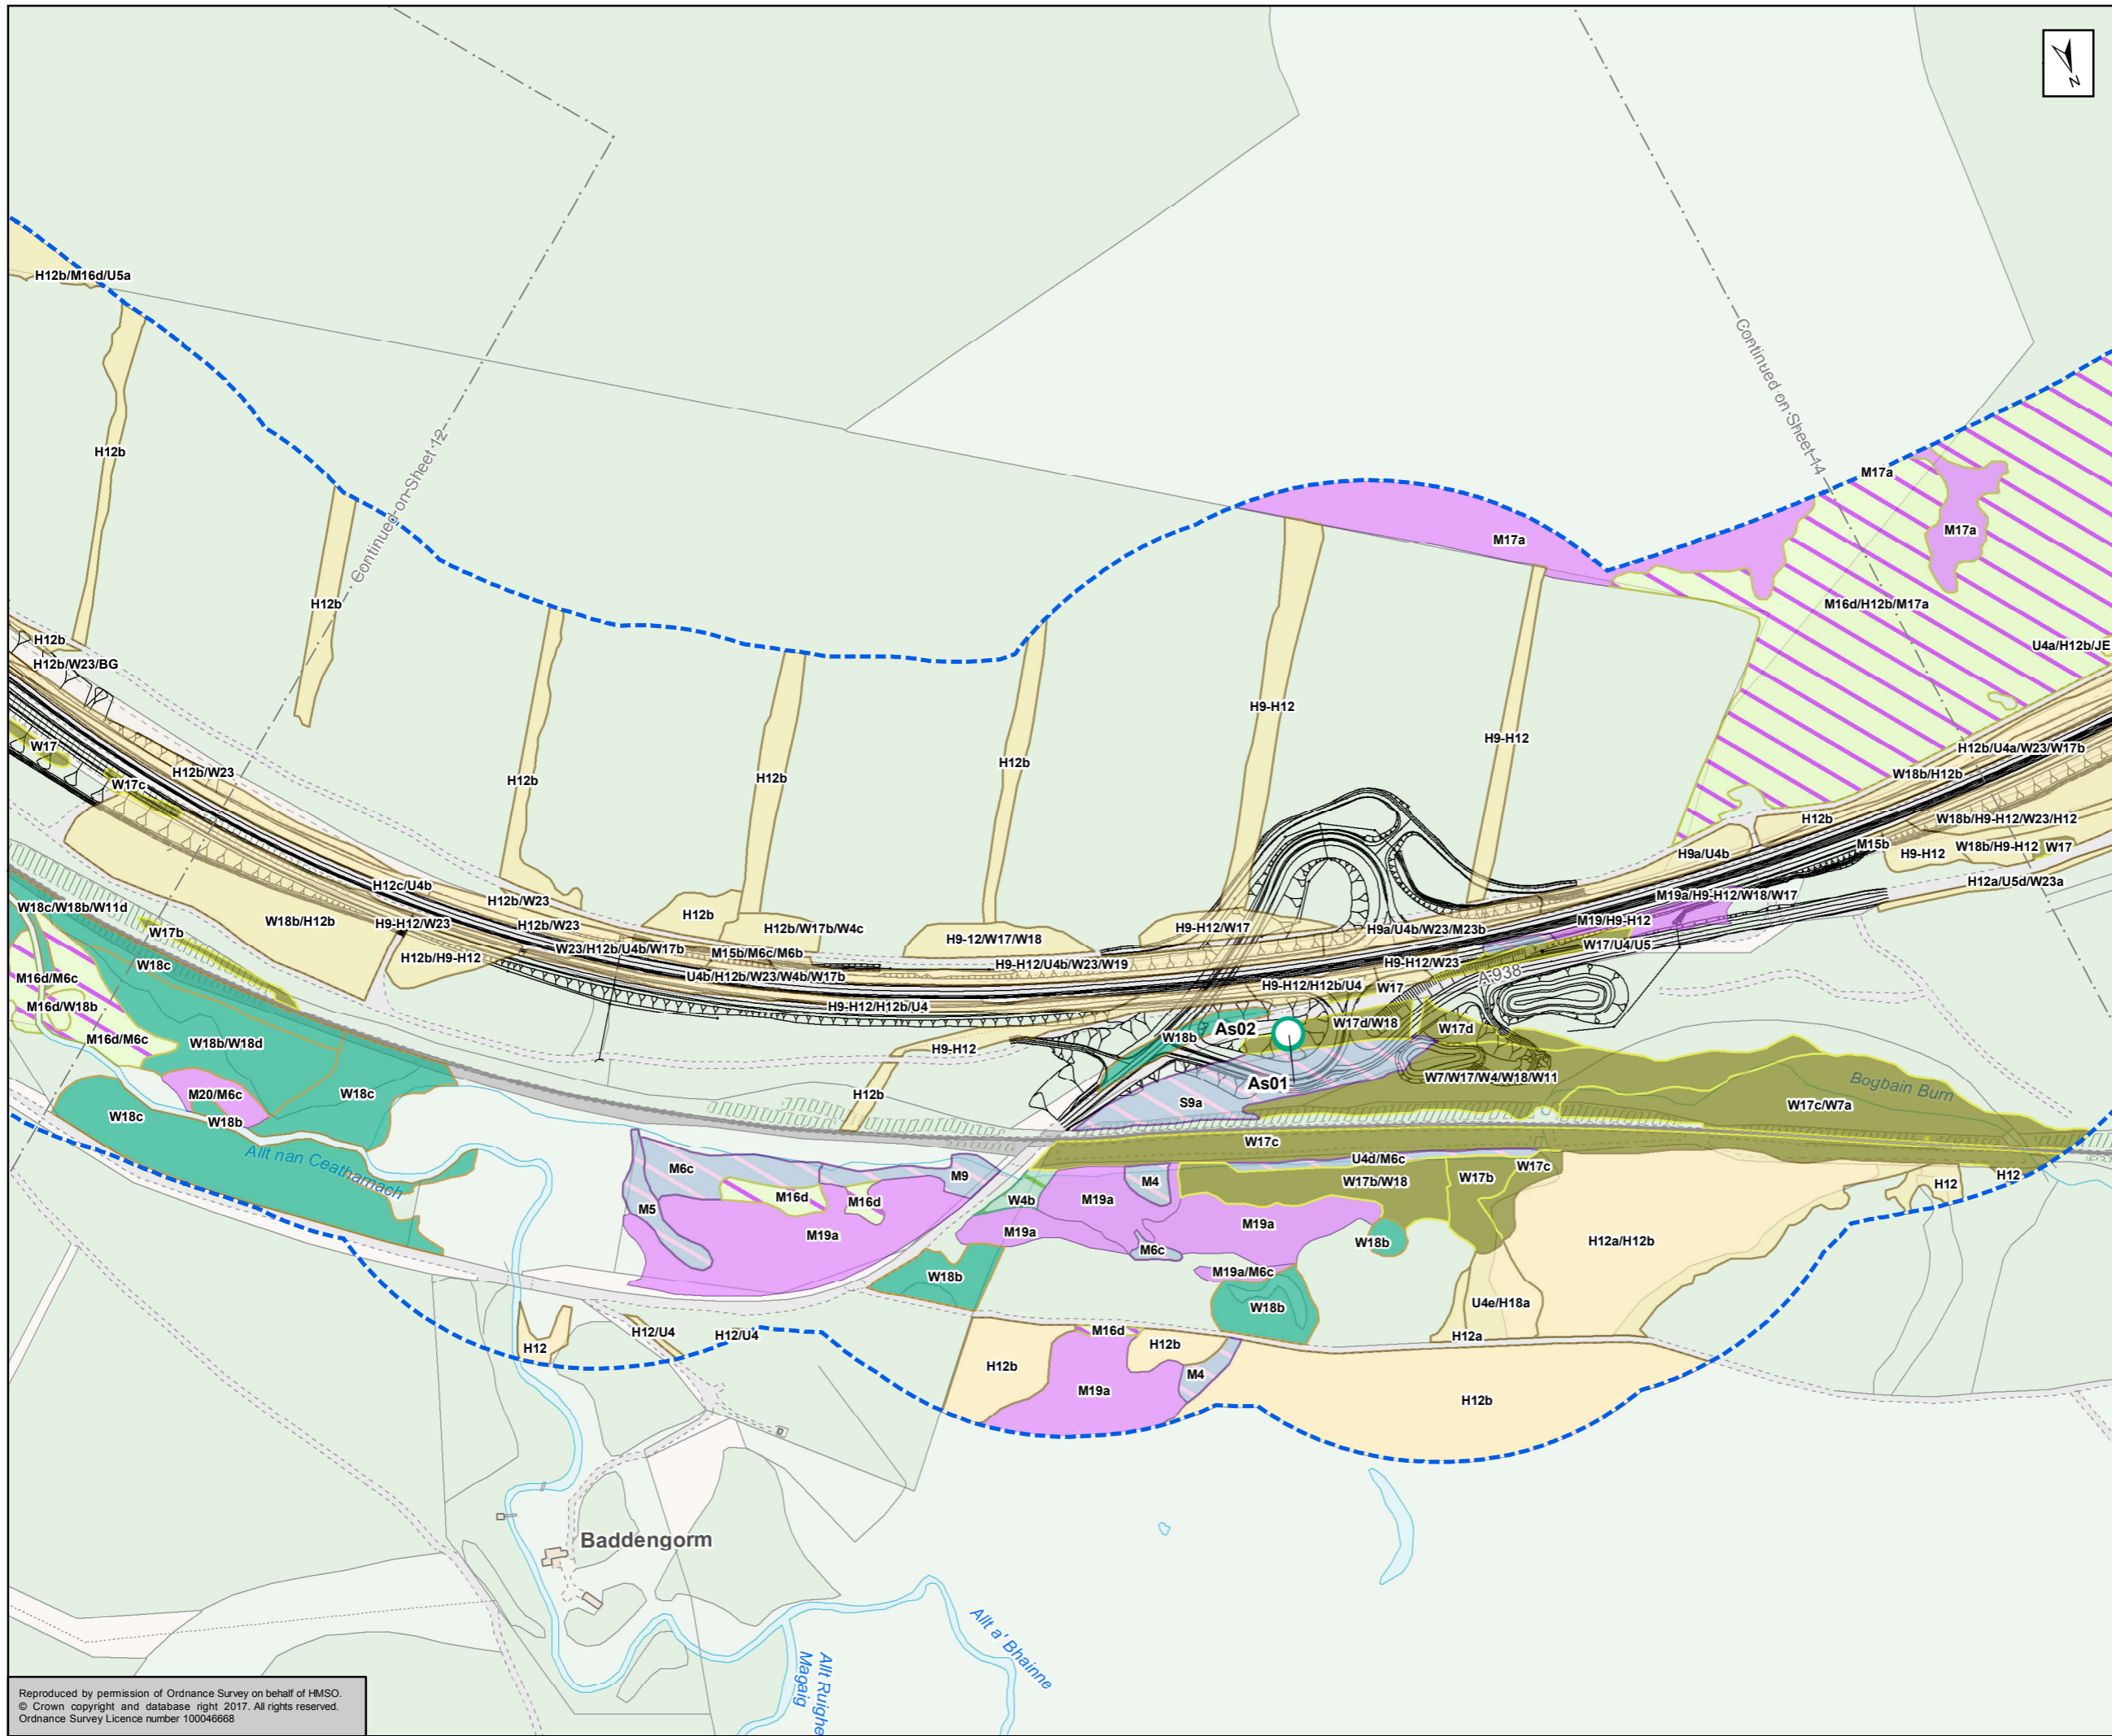 N
H12b/M16d/U5a
Continued on Sheet 12
Continued on Sheet 14
H12b
M17a
M17a
M17a
H12b
M16d/H12b/M17a
U4a/H12b/JE
H12b
H12b/W23/BG
H9-H12
H9-H12
W17
H12b/W23
W17c
H12b
H12b
H12b
H12b/U4a/W23/W17b
W18b/H12b
H12b
W18b/H9-H12/W23/H12
M15b
H9-H12
W18b/H9-H12
W17
H9a/U4b
H12a/U5d/W23a
H12c/U4b
H12b/W23
M19a/H9-H12/W18/W17
W18c/W18b/W11d
W18b/H12b
H9-H12/W23
H12b/W23
H12b
H12b/W17b/W4c
H9-H12/W17
H9a/U4b/W23/M23b
M19/H9-H12
W17b
H9-12/W17/W18
W17/U4/U5
W23/H12b/U4b/W17b
M15b/M6c/M6b
H12b/H9-H12
H9-H12/U4b/W23/W19
H9-H12/W23
W18c
U4b/H12b/W23/W4b/W17b
A938
M16d/M6c
H9-H12/H12b/U4
W17
M16d/W18b
H9-H12/H12b/U4
W17d/W18
W17d
As02
M16d/M6c
W18b/W18d
H9-H12
W18b
W7/W17/W4/W18/W11
As01
Bogbain Burn
M20/M6c
W18c
H12b
S9a
W17c/W7a
W18c
W18b
W17c
Allt nan Ceatharnach
U4d/M6c
M6c
M9
W17c
M16d
M16d
M4
W17b/W18
W17b
H12
H12
M5
W4b
M19a
M19a
M19a
M19a
W18b
H12a/H12b
M6c
W18b
M19a/M6c
W18b
U4e/H18a
H12
H12/U4
H12/U4
M16d
H12a
H12b
H12b
M19a
M4
H12b
Baddengorm
Allt a' Bhainne
Allt Ruighe
Magaig
Reproduced by permission of Ordnance Survey on behalf of HMSO.
© Crown copyright and database right 2017. All rights reserved.
Ordnance Survey Licence number 100046668